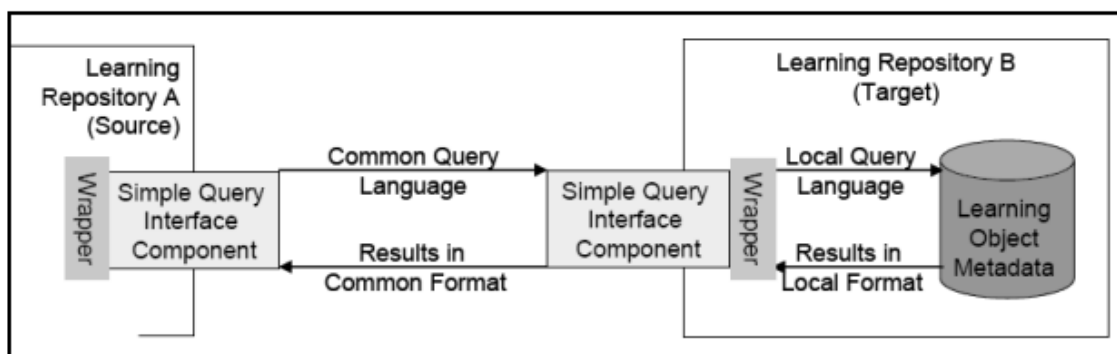 Learning
Repository A
(Source)
Wrapper
Simple Query
Interface
Component
Common Query
Language
Results in
Common Format
Simple Query
Interface
Component
Learning Repository B
(Target)
Wrapper
Local Query
Language
Results in
Local Format
Learning
Object
Metadata